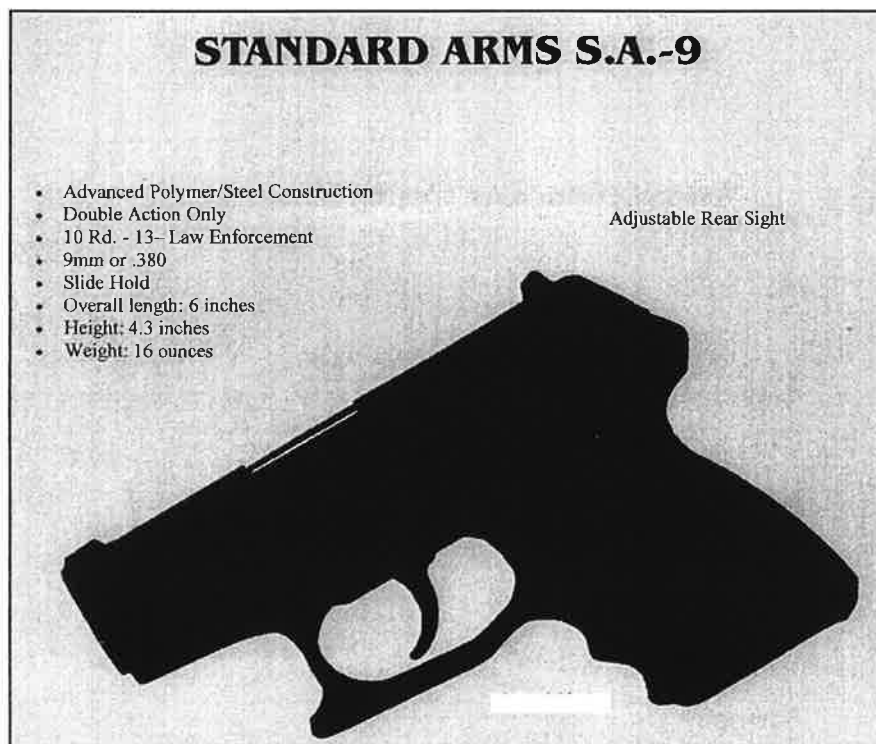 STANDARD ARMS S.A.-9
• Advanced Polymer/Steel Construction
• Double Action Only
• 10 Rd. - 13– Law Enforcement
• 9mm or .380
• Slide Hold
• Overall length: 6 inches
• Height: 4.3 inches
• Weight: 16 ounces
Adjustable Rear Sight